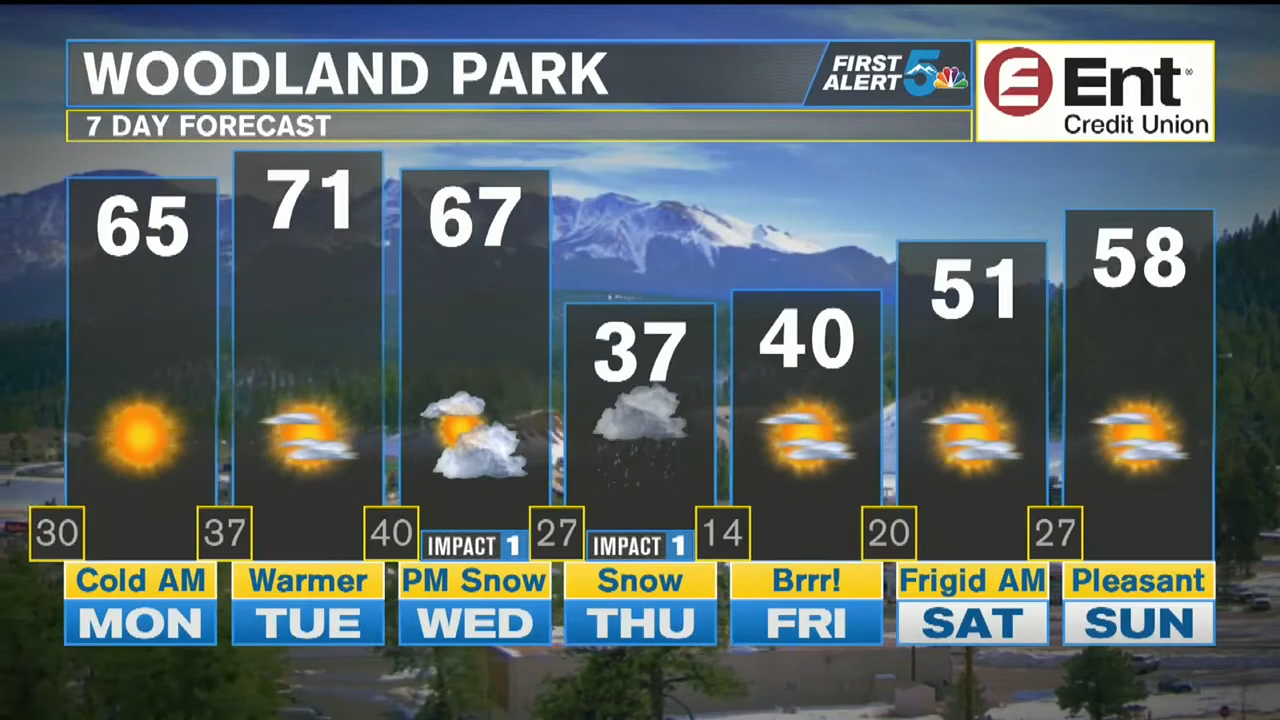 WOODLAND PARK
FIRST ALERT 5
Ent
Credit Union
7 DAY FORECAST
65 71 67 37 40 51 58
30 37 40 27 14 20 27
IMPACT 1 IMPACT 1
Cold AM Warmer PM Snow Snow Brrr! Frigid AM Pleasant
MON TUE WED THU FRI SAT SUN